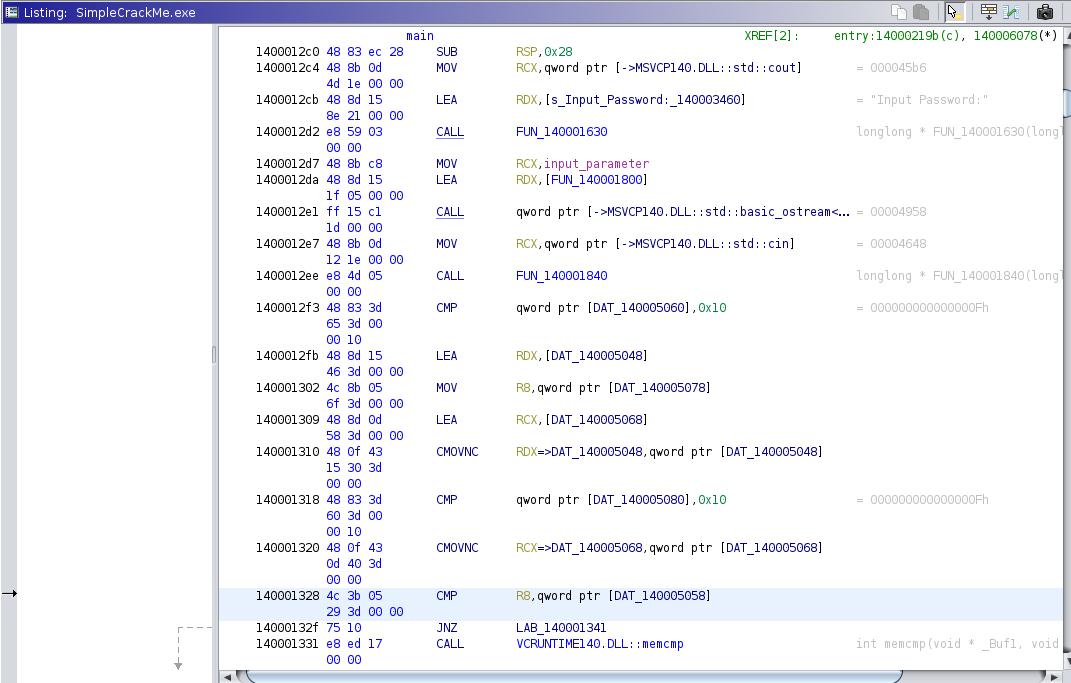 Listing: SimpleCrackMe.exe
main XREF[2]: entry:14000219b(c), 140006078(*)
1400012c0 48 83 ec 28 SUB RSP,0x28
1400012c4 48 8b 0d MOV RCX,qword ptr [->MSVCP140.DLL::std::cout] = 000045b6
4d 1e 00 00
1400012cb 48 8d 15 LEA RDX,[s_Input_Password:_140003460] = "Input Password:"
8e 21 00 00
1400012d2 e8 59 03 CALL FUN_140001630 longlong * FUN_140001630(longl
00 00
1400012d7 48 8b c8 MOV RCX,input_parameter
1400012da 48 8d 15 LEA RDX,[FUN_140001800]
1f 05 00 00
1400012e1 ff 15 c1 CALL qword ptr [->MSVCP140.DLL::std::basic_ostream<... = 00004958
1d 00 00
1400012e7 48 8b 0d MOV RCX,qword ptr [->MSVCP140.DLL::std::cin] = 00004648
12 1e 00 00
1400012ee e8 4d 05 CALL FUN_140001840 longlong * FUN_140001840(longl
00 00
1400012f3 48 83 3d CMP qword ptr [DAT_140005060],0x10 = 000000000000000Fh
65 3d 00
00 10
1400012fb 48 8d 15 LEA RDX,[DAT_140005048]
46 3d 00 00
140001302 4c 8b 05 MOV R8,qword ptr [DAT_140005078]
6f 3d 00 00
140001309 48 8d 0d LEA RCX,[DAT_140005068]
58 3d 00 00
140001310 48 0f 43 CMOVNC RDX=>DAT_140005048,qword ptr [DAT_140005048]
15 30 3d
00 00
140001318 48 83 3d CMP qword ptr [DAT_140005080],0x10 = 000000000000000Fh
60 3d 00
00 10
140001320 48 0f 43 CMOVNC RCX=>DAT_140005068,qword ptr [DAT_140005068]
0d 40 3d
00 00
140001328 4c 3b 05 CMP R8,qword ptr [DAT_140005058]
29 3d 00 00
14000132f 75 10 JNZ LAB_140001341
140001331 e8 ed 17 CALL VCRUNTIME140.DLL::memcmp int memcmp(void * _Buf1, void
00 00